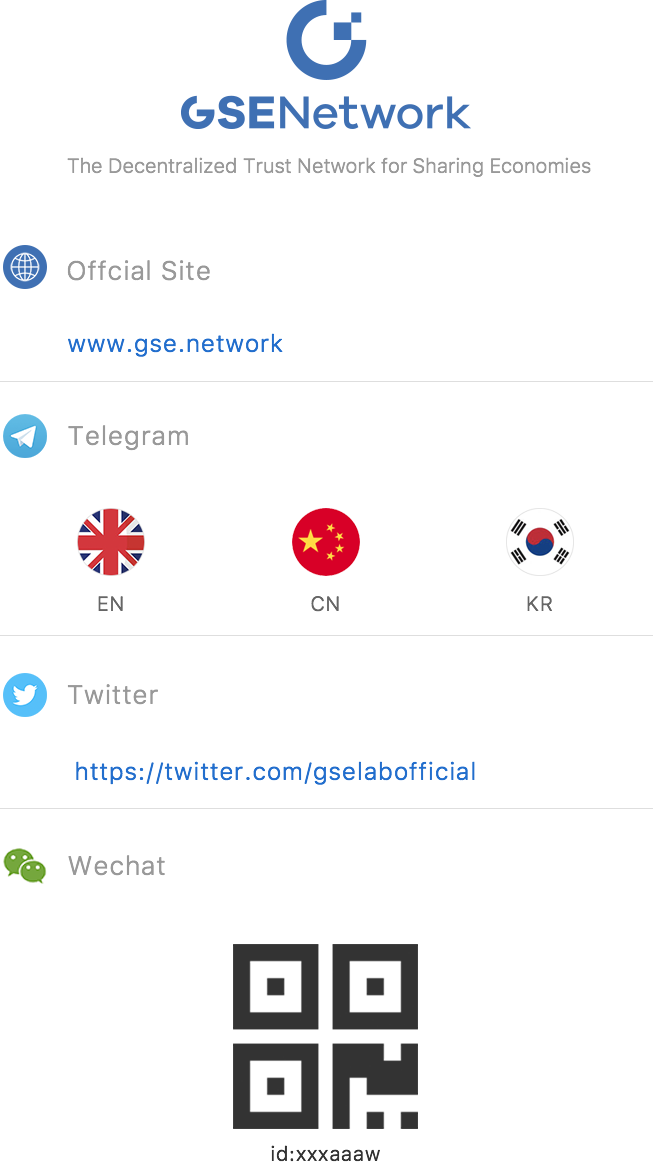 GSENetwork
The Decentralized Trust Network for Sharing Economies
Offcial Site
www.gse.network
Telegram
EN CN KR
Twitter
https://twitter.com/gselabofficial
Wechat
id:xxxaaaw